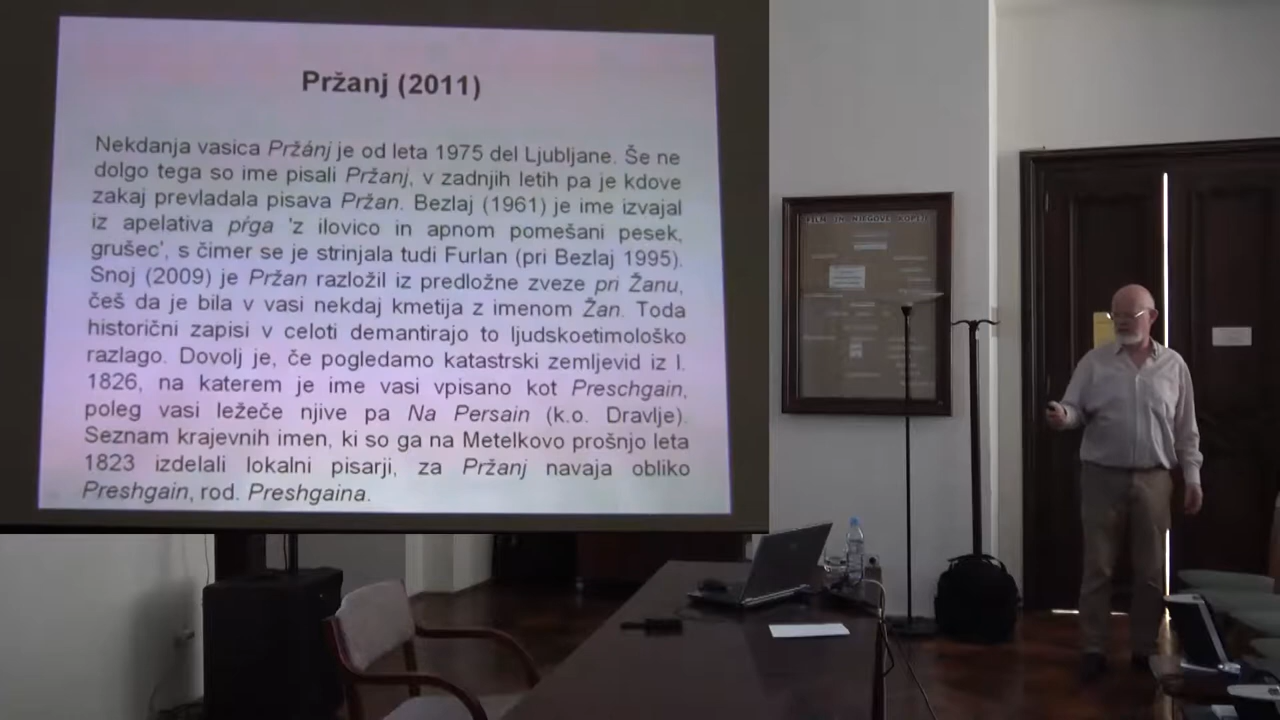 Pržanj (2011)
Nekdanja vasica Pržánj je od leta 1975 del Ljubljane. Še ne
dolgo tega so ime pisali Pržanj, v zadnjih letih pa je kdove
zakaj prevladala pisava Pržan. Bezlaj (1961) je ime izvajal
iz apelativa pŕga 'z ilovico in apnom pomešani pesek,
grušec', s čimer se je strinjala tudi Furlan (pri Bezlaj 1995).
Snoj (2009) je Pržan razložil iz predložne zveze pri Žanu,
češ da je bila v vasi nekdaj kmetija z imenom Žan. Toda
historični zapisi v celoti demantirajo to ljudskoetimološko
razlago. Dovolj je, če pogledamo katastrski zemljevid iz l.
1826, na katerem je ime vasi vpisano kot Preschgain,
poleg vasi ležeče njive pa Na Persain (k.o. Dravlje).
Seznam krajevnih imen, ki so ga na Metelkovo prošnjo leta
1823 izdelali lokalni pisarji, za Pržanj navaja obliko
Preshgain, rod. Preshgaina.
FILM IN NJEGOVE KOPIJE